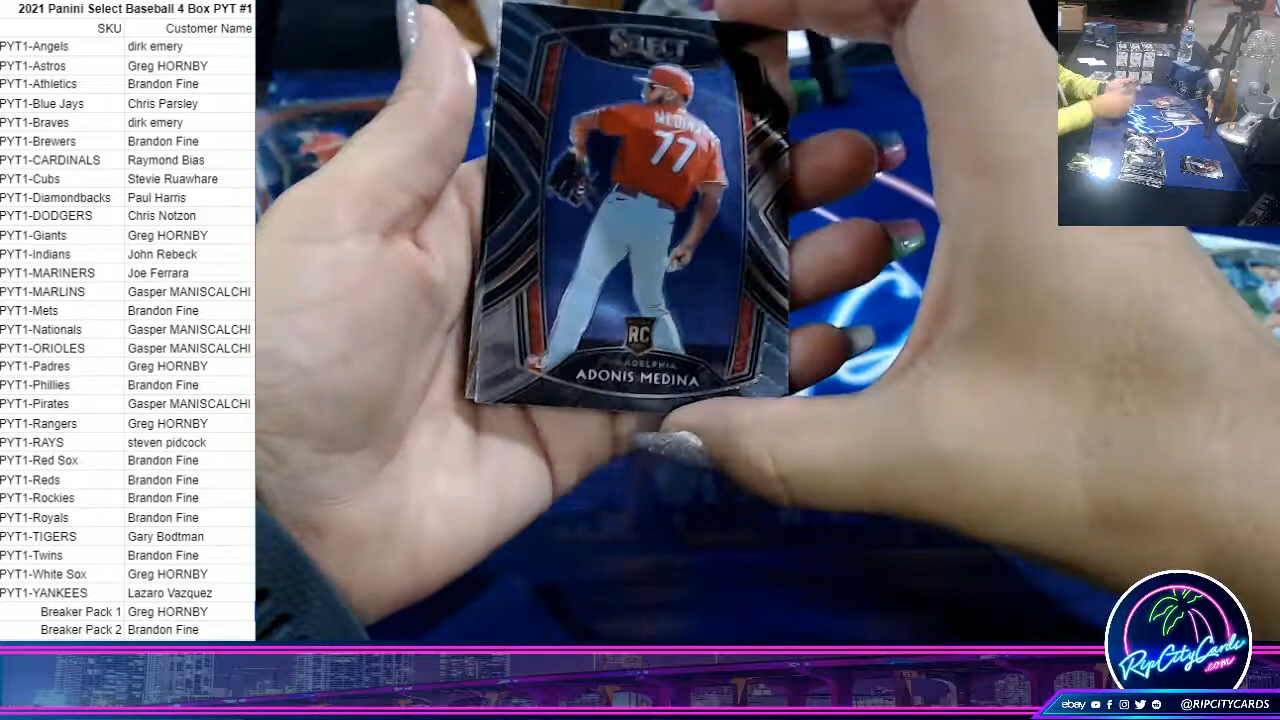 2021 Panini Select Baseball 4 Box PYT #1
SKU Customer Name
PYT1-Angels dirk emery
PYT1-Astros Greg HORNBY
PYT1-Athletics Brandon Fine
PYT1-Blue Jays Chris Parsley
PYT1-Braves dirk emery
PYT1-Brewers Brandon Fine
PYT1-CARDINALS Raymond Bias
PYT1-Cubs Stevie Ruawhare
PYT1-Diamondbacks Paul Harris
PYT1-DODGERS Chris Notzon
PYT1-Giants Greg HORNBY
PYT1-Indians John Rebeck
PYT1-MARINERS Joe Ferrara
PYT1-MARLINS Gasper MANISCALCHI
PYT1-Mets Brandon Fine
PYT1-Nationals Gasper MANISCALCHI
PYT1-ORIOLES Gasper MANISCALCHI
PYT1-Padres Greg HORNBY
PYT1-Phillies Brandon Fine
PYT1-Pirates Gasper MANISCALCHI
PYT1-Rangers Greg HORNBY
PYT1-RAYS steven pidcock
PYT1-Red Sox Brandon Fine
PYT1-Reds Brandon Fine
PYT1-Rockies Brandon Fine
PYT1-Royals Brandon Fine
PYT1-TIGERS Gary Bodtman
PYT1-Twins Brandon Fine
PYT1-White Sox Greg HORNBY
PYT1-YANKEES Lazaro Vazquez
Breaker Pack 1 Greg HORNBY
Breaker Pack 2 Brandon Fine
SELECT
MEDINA
77
RC
ADELPHIA
ADONIS MEDINA
RipCityCards
.com
ebay @RIPCITYCARDS